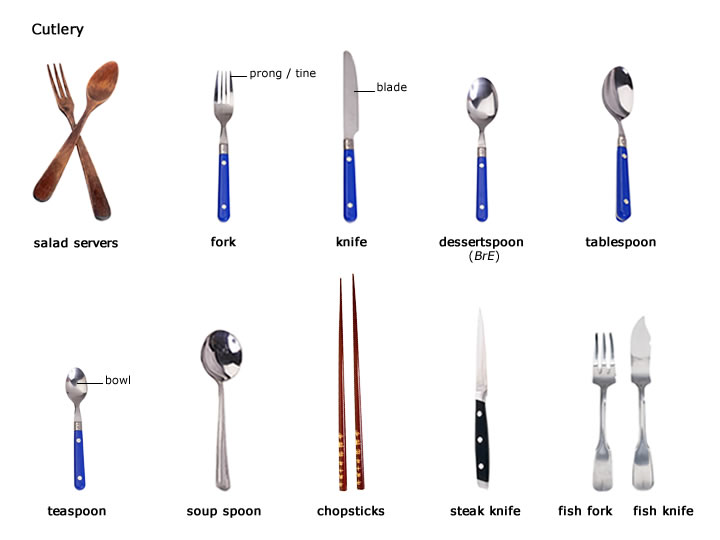 Cutlery
prong / tine
blade
salad servers
fork
knife
dessertspoon
(BrE)
tablespoon
bowl
teaspoon
soup spoon
chopsticks
steak knife
fish fork
fish knife